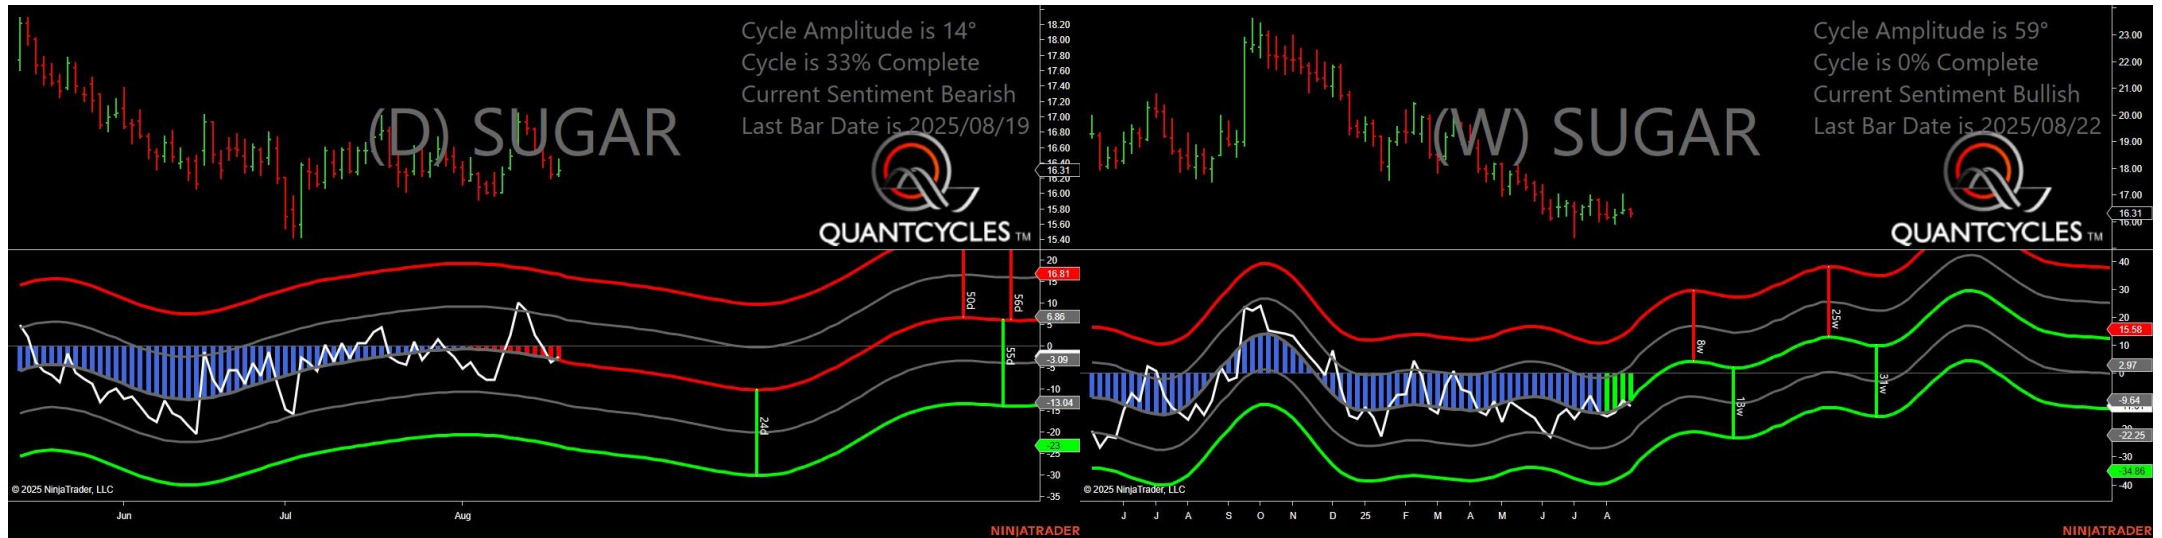 Cycle Amplitude is 14°
Cycle is 33% Complete
Current Sentiment Bearish
Last Bar Date is 2025/08/19
(D) SUGAR
QUANTCYCLES TM
18.20
18.00
17.80
17.60
17.40
17.20
17.00
16.80
16.60
16.40
16.31
16.20
16.00
15.80
15.60
15.40
20
16.81
15
10
6.86
5
0
-3.09
-5
-10
-13.04
-15
-20
-23
-25
-30
-35
50d
56d
55d
24d
© 2025 NinjaTrader, LLC
Jun Jul Aug
NINJATRADER
Cycle Amplitude is 59°
Cycle is 0% Complete
Current Sentiment Bullish
Last Bar Date is 2025/08/22
(W) SUGAR
QUANTCYCLES TM
23.00
22.00
21.00
20.00
19.00
18.00
17.00
16.31
16.00
40
30
20
15.58
10
2.97
0
-9.64
-22.25
-30
-34.86
-40
8w
25w
13w
31w
© 2025 NinjaTrader, LLC
J J A S O N D 25 F M A M J J A
NINJATRADER